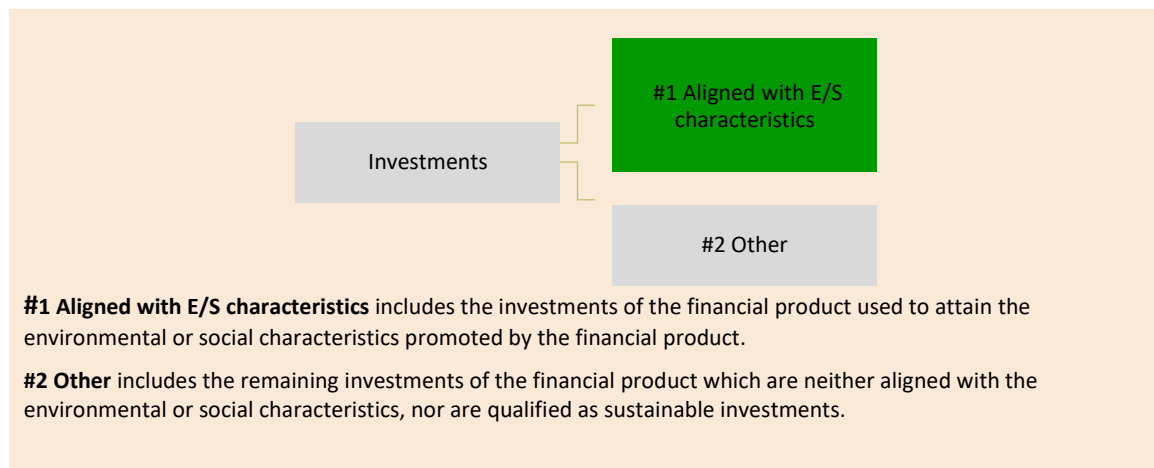 #1 Aligned with E/S
characteristics
Investments
#2 Other
#1 Aligned with E/S characteristics includes the investments of the financial product used to attain the
environmental or social characteristics promoted by the financial product.
#2 Other includes the remaining investments of the financial product which are neither aligned with the
environmental or social characteristics, nor are qualified as sustainable investments.